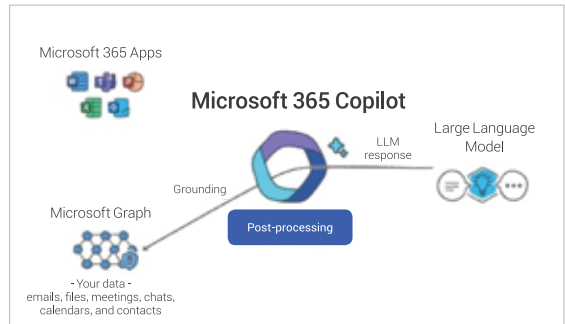 Microsoft 365 Apps
Microsoft 365 Copilot
LLM
response
Large Language
Model
Grounding
Microsoft Graph
Post-processing
- Your data -
emails, files, meetings, chats,
calendars, and contacts